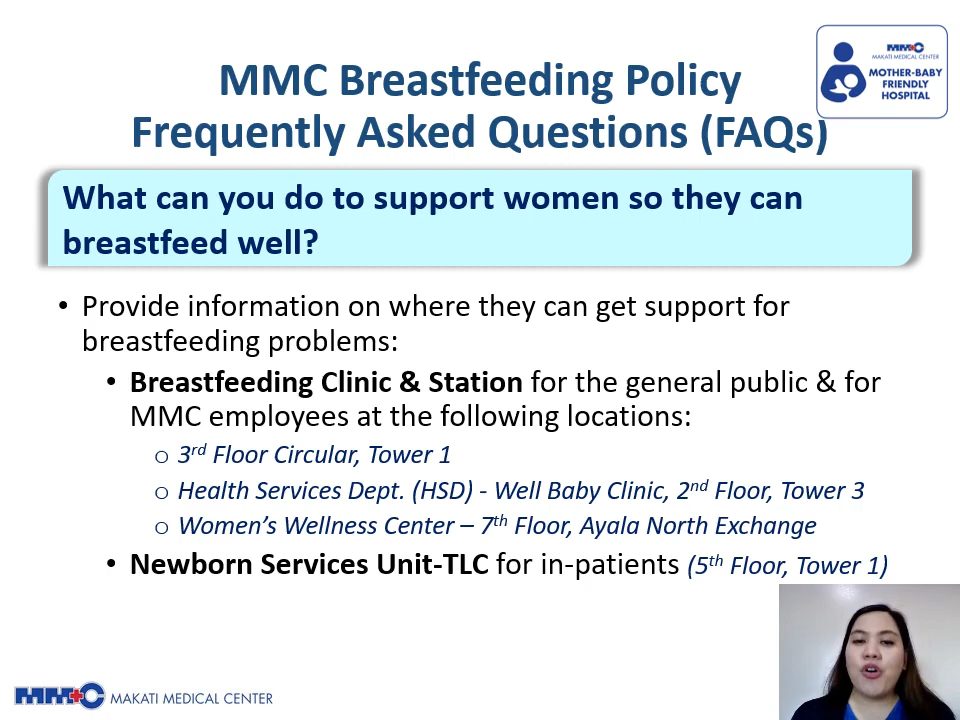 MMC Breastfeeding Policy
Frequently Asked Questions (FAQs)
MMC
MAKATI MEDICAL CENTER
MOTHER-BABY
FRIENDLY
HOSPITAL
What can you do to support women so they can
breastfeed well?
• Provide information on where they can get support for
breastfeeding problems:
• Breastfeeding Clinic & Station for the general public & for
MMC employees at the following locations:
o 3rd Floor Circular, Tower 1
o Health Services Dept. (HSD) - Well Baby Clinic, 2nd Floor, Tower 3
o Women’s Wellness Center – 7th Floor, Ayala North Exchange
• Newborn Services Unit-TLC for in-patients (5th Floor, Tower 1)
MMC MAKATI MEDICAL CENTER